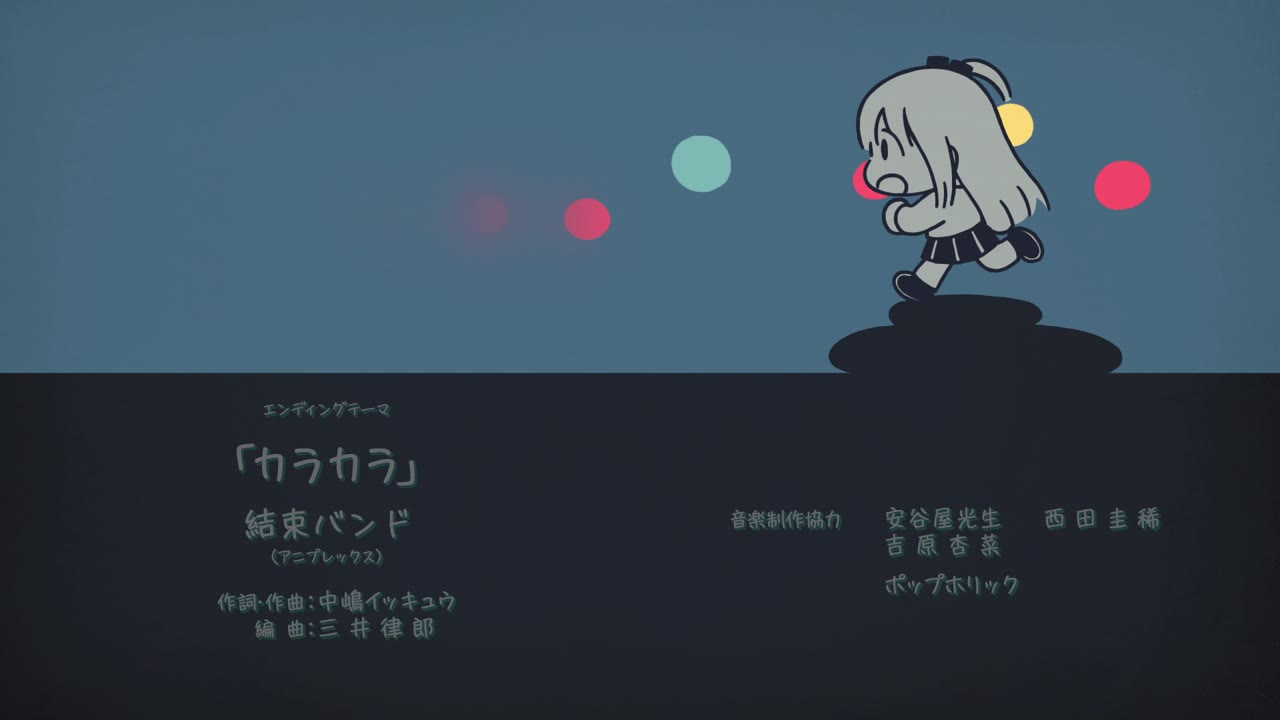 エンディングテーマ
「カラカラ」
結束バンド
(アニプレックス)
作詞・作曲:中嶋イッキュウ
編 曲:三 井 律 郎
音楽制作協力 安谷屋光生 西 田 圭 稀
吉 原 杏 菜
ポップホリック